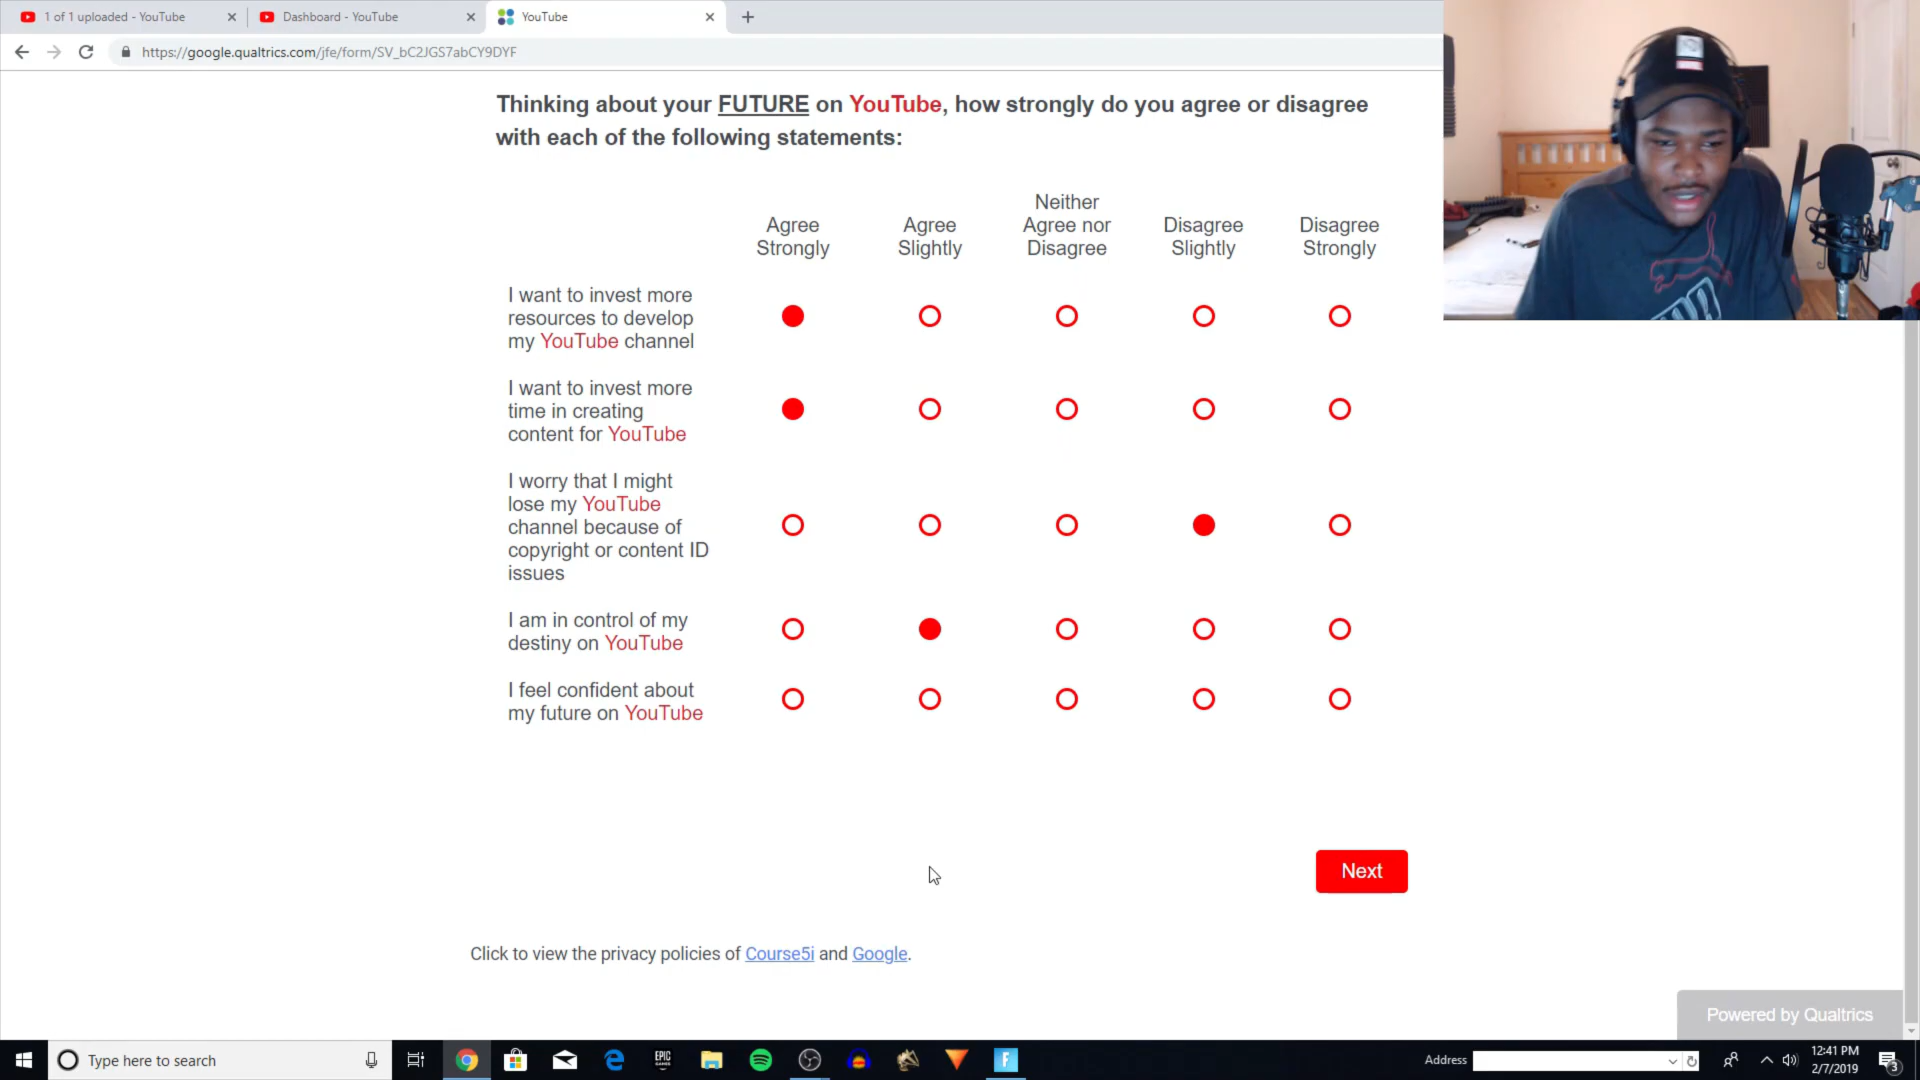 1 of 1 uploaded - YouTube
Dashboard - YouTube
YouTube
https://google.qualtrics.com/jfe/form/SV_bC2JGS7abCY9DYF
Thinking about your FUTURE on YouTube, how strongly do you agree or disagree
with each of the following statements:
Agree
Strongly
Agree
Slightly
Neither
Agree nor
Disagree
Disagree
Slightly
Disagree
Strongly
I want to invest more
resources to develop
my YouTube channel
I want to invest more
time in creating
content for YouTube
I worry that I might
lose my YouTube
channel because of
copyright or content ID
issues
I am in control of my
destiny on YouTube
I feel confident about
my future on YouTube
Next
Click to view the privacy policies of Course5i and Google.
Powered by Qualtrics
Type here to search
EPIC
GAMES
Address
12:41 PM
2/7/2019
3